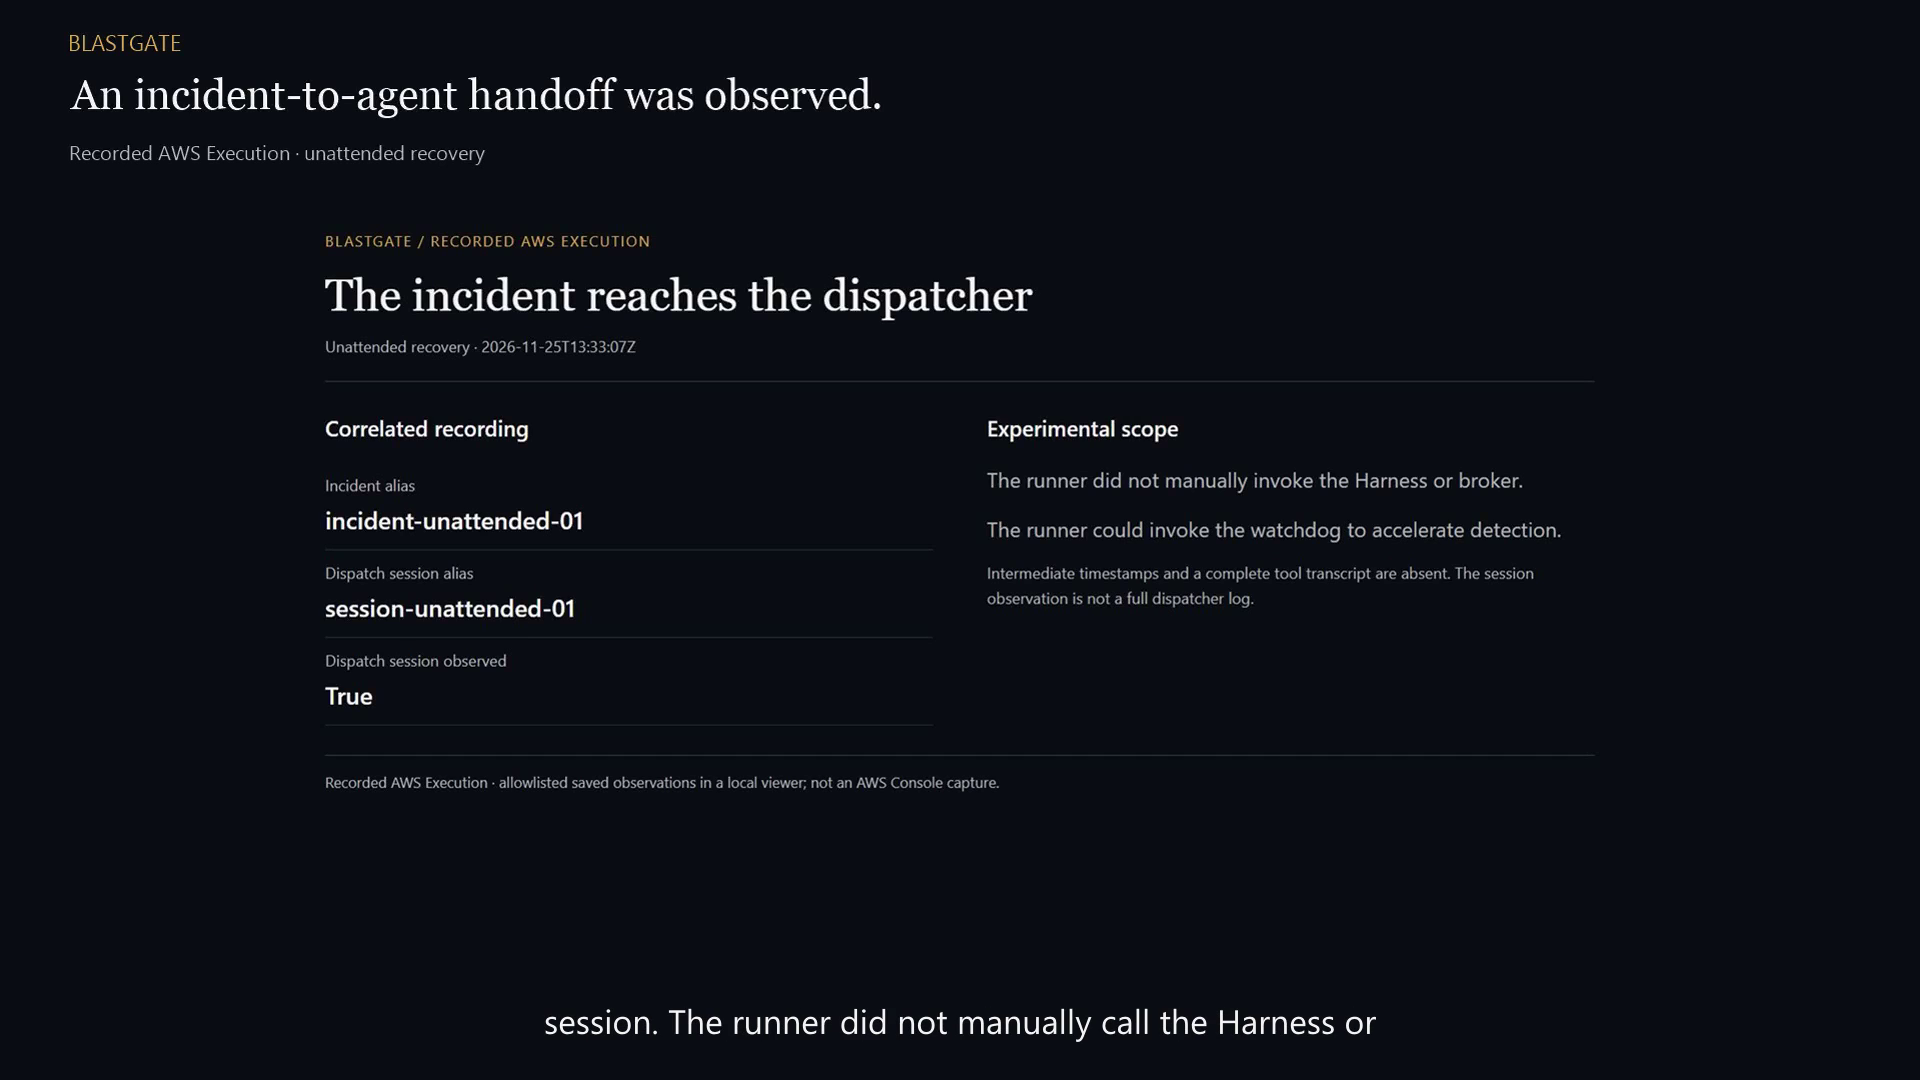 BLASTGATE
An incident-to-agent handoff was observed.
Recorded AWS Execution · unattended recovery
BLASTGATE / RECORDED AWS EXECUTION
The incident reaches the dispatcher
Unattended recovery · 2026-11-25T13:33:07Z
Correlated recording
Incident alias
incident-unattended-01
Dispatch session alias
session-unattended-01
Dispatch session observed
True
Experimental scope
The runner did not manually invoke the Harness or broker.
The runner could invoke the watchdog to accelerate detection.
Intermediate timestamps and a complete tool transcript are absent. The session
observation is not a full dispatcher log.
Recorded AWS Execution · allowlisted saved observations in a local viewer; not an AWS Console capture.
session. The runner did not manually call the Harness or